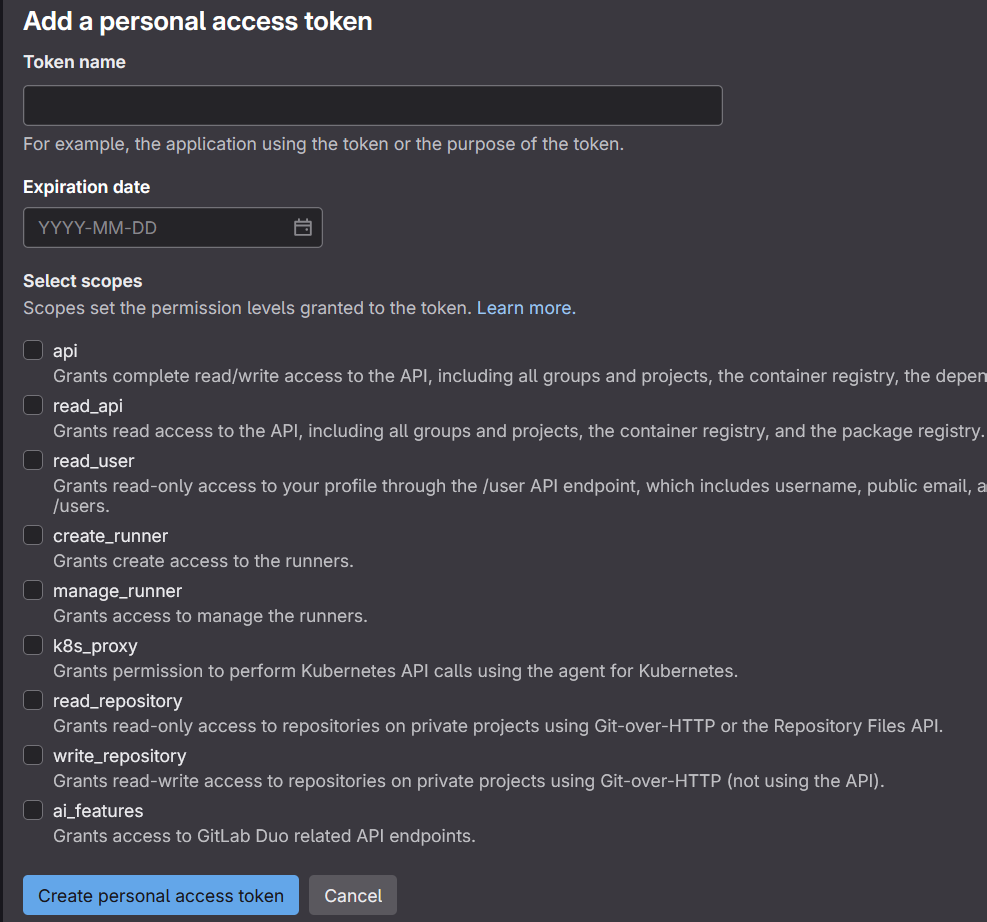 Add a personal access token
Token name
For example, the application using the token or the purpose of the token.
Expiration date
YYYY-MM-DD
Select scopes
Scopes set the permission levels granted to the token. Learn more.
api
Grants complete read/write access to the API, including all groups and projects, the container registry, the
read_api
Grants read access to the API, including all groups and projects, the container registry, and the package registry.
read_user
Grants read-only access to your profile through the /user API endpoint, which includes username, public email,
/users.
create_runner
Grants create access to the runners.
manage_runner
Grants access to manage the runners.
k8s_proxy
Grants permission to perform Kubernetes API calls using the agent for Kubernetes.
read_repository
Grants read-only access to repositories on private projects using Git-over-HTTP or the Repository Files API.
write_repository
Grants read-write access to repositories on private projects using Git-over-HTTP (not using the API).
ai_features
Grants access to GitLab Duo related API endpoints.
Create personal access token
Cancel